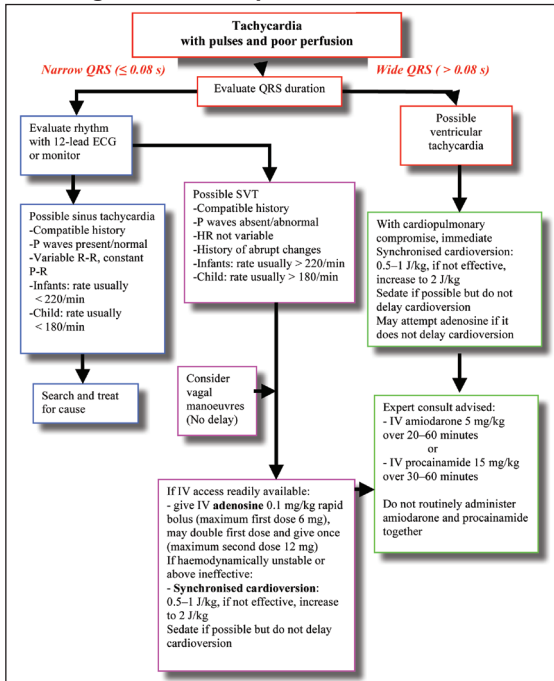 Tachycardia
with pulses and poor perfusion
Narrow QRS (≤ 0.08 s)
Wide QRS ( > 0.08 s)
Evaluate QRS duration
Evaluate rhythm
with 12-lead ECG
or monitor
Possible
ventricular
tachycardia
Possible sinus tachycardia
-Compatible history
-P waves present/normal
-Variable R-R, constant
P-R
-Infants: rate usually
< 220/min
-Child: rate usually
< 180/min
Possible SVT
-Compatible history
-P waves absent/abnormal
-HR not variable
-History of abrupt changes
-Infants: rate usually > 220/min
-Child: rate usually > 180/min
With cardiopulmonary
compromise, immediate
Synchronised cardioversion:
0.5–1 J/kg, if not effective,
increase to 2 J/kg
Sedate if possible but do not
delay cardioversion
May attempt adenosine if it
does not delay cardioversion
Search and treat
for cause
Consider
vagal
manoeuvres
(No delay)
Expert consult advised:
- IV amiodarone 5 mg/kg
over 20–60 minutes
or
- IV procainamide 15 mg/kg
over 30–60 minutes
Do not routinely administer
amiodarone and procainamide
together
If IV access readily available:
- give IV adenosine 0.1 mg/kg rapid
bolus (maximum first dose 6 mg),
may double first dose and give once
(maximum second dose 12 mg)
If haemodynamically unstable or
above ineffective:
- Synchronised cardioversion:
0.5–1 J/kg, if not effective, increase
to 2 J/kg
Sedate if possible but do not delay
cardioversion